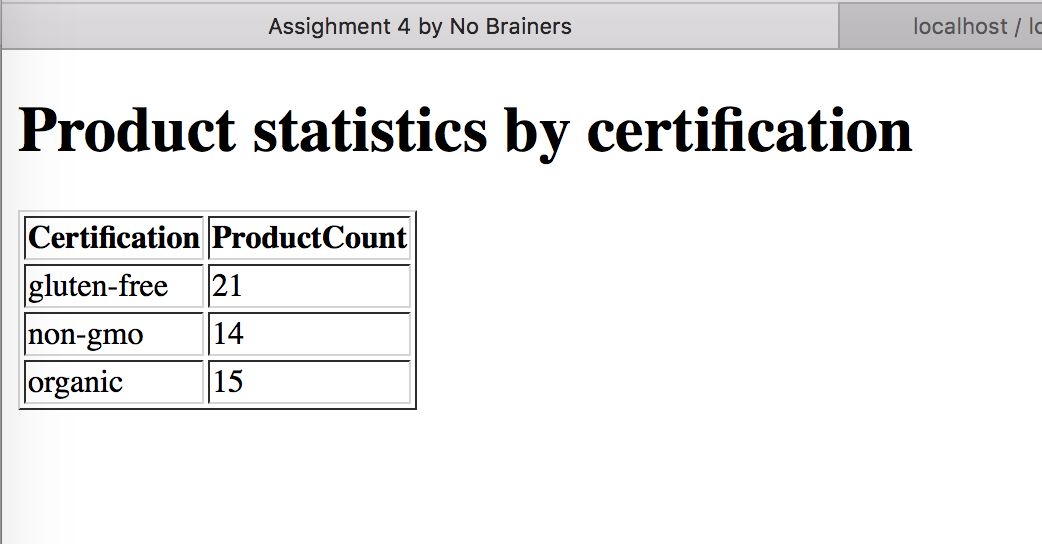 Assighment 4 by No Brainers
localhost /
Product statistics by certification
Certification ProductCount
gluten-free 21
non-gmo 14
organic 15